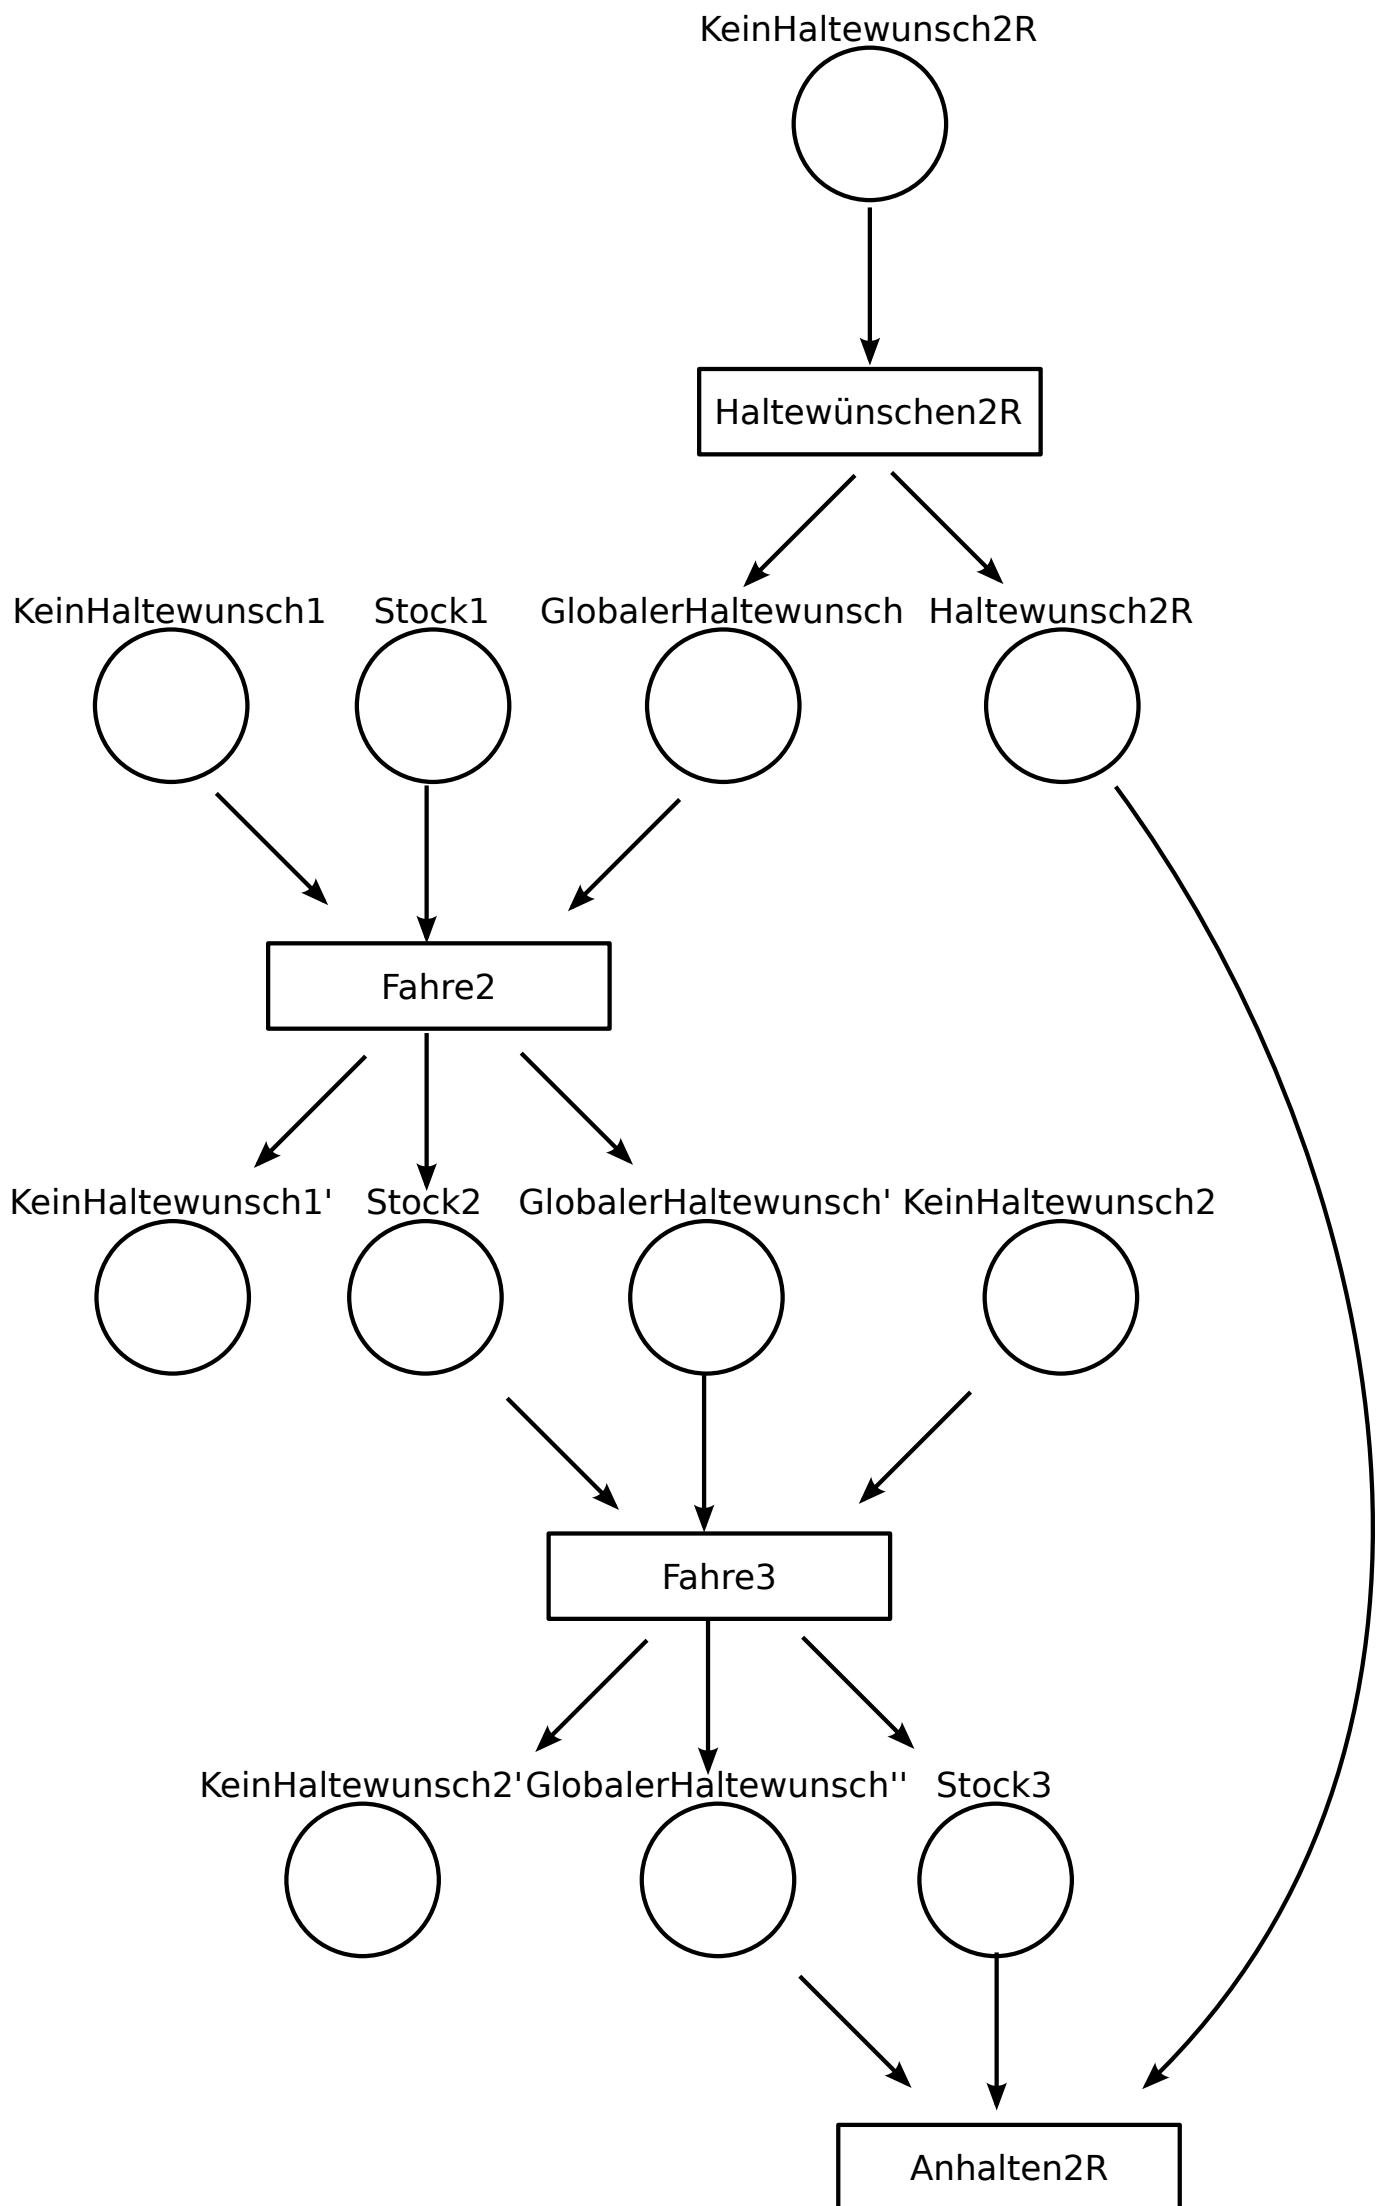 KeinHaltewunsch2R
Haltewünschen2R
KeinHaltewunsch1 Stock1 GlobalerHaltewunsch Haltewunsch2R
Fahre2
KeinHaltewunsch1' Stock2 GlobalerHaltewunsch' KeinHaltewunsch2
Fahre3
KeinHaltewunsch2' GlobalerHaltewunsch'' Stock3
Anhalten2R